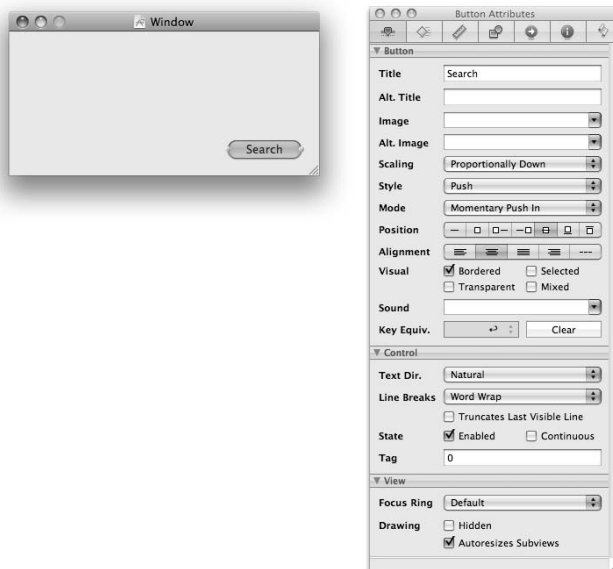 Window
Search
Button Attributes
Button
Title Search
Alt. Title
Image
Alt. Image
Scaling Proportionally Down
Style Push
Mode Momentary Push In
Position
Alignment
Visual Bordered Selected
Transparent Mixed
Sound
Key Equiv. ↩ Clear
Control
Text Dir. Natural
Line Breaks Word Wrap
Truncates Last Visible Line
State Enabled Continuous
Tag 0
View
Focus Ring Default
Drawing Hidden
Autoresizes Subviews